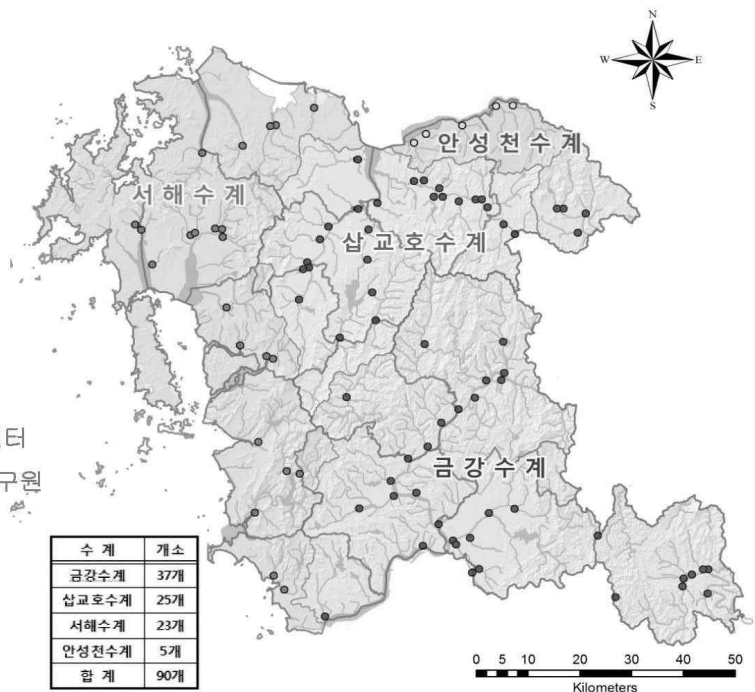 N
W E
S
안성천수계
서해수계
삽교호수계
터
구원
금강수계
수 계 개소
금강수계 37개
삽교호수계 25개
서해수계 23개
안성천수계 5개
합 계 90개
0 5 10 20 30 40 50
Kilometers